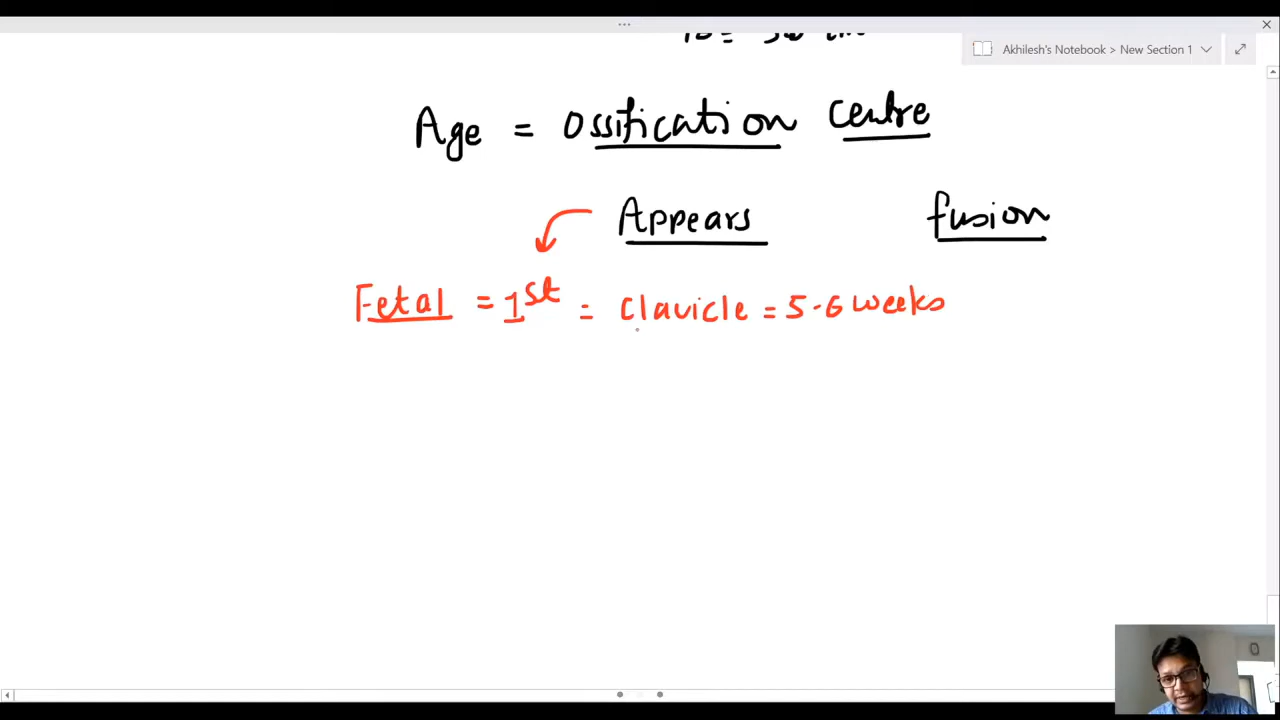 Akhilesh's Notebook > New Section 1
Age = Ossification Centre
Appears fusion
Fetal = 1st = clavicle = 5-6 weeks